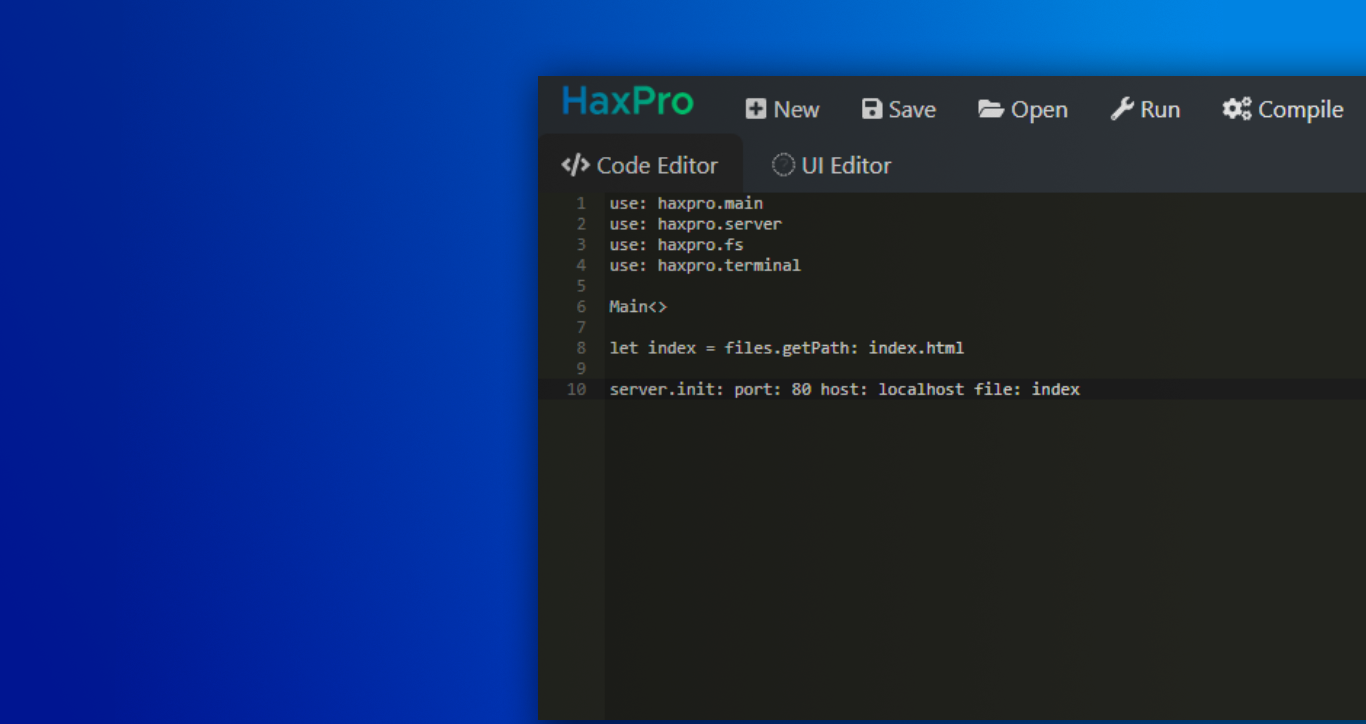 HaxPro New Save Open Run Compile
</> Code Editor UI Editor
1 use: haxpro.main
2 use: haxpro.server
3 use: haxpro.fs
4 use: haxpro.terminal
5
6 Main<>
7
8 let index = files.getPath: index.html
9
10 server.init: port: 80 host: localhost file: index